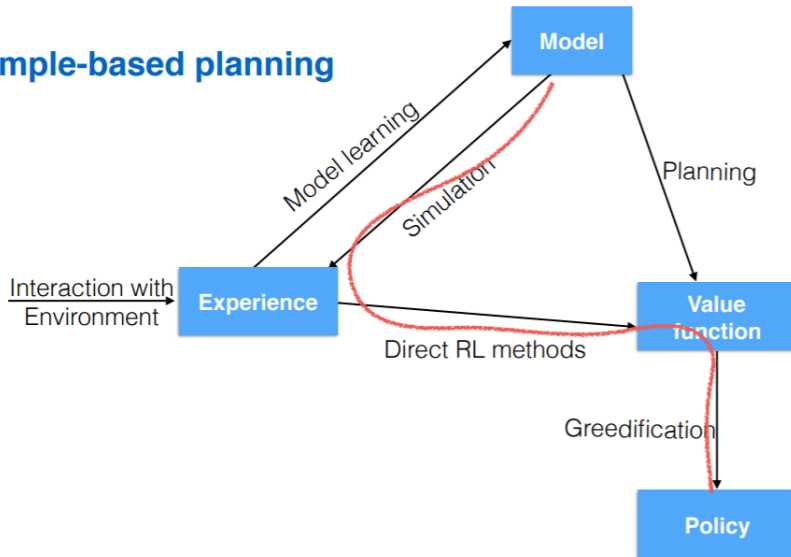 Model
mple-based planning
Model learning
Simulation
Planning
Interaction with
Environment
Experience
Value
function
Direct RL methods
Greedification
Policy